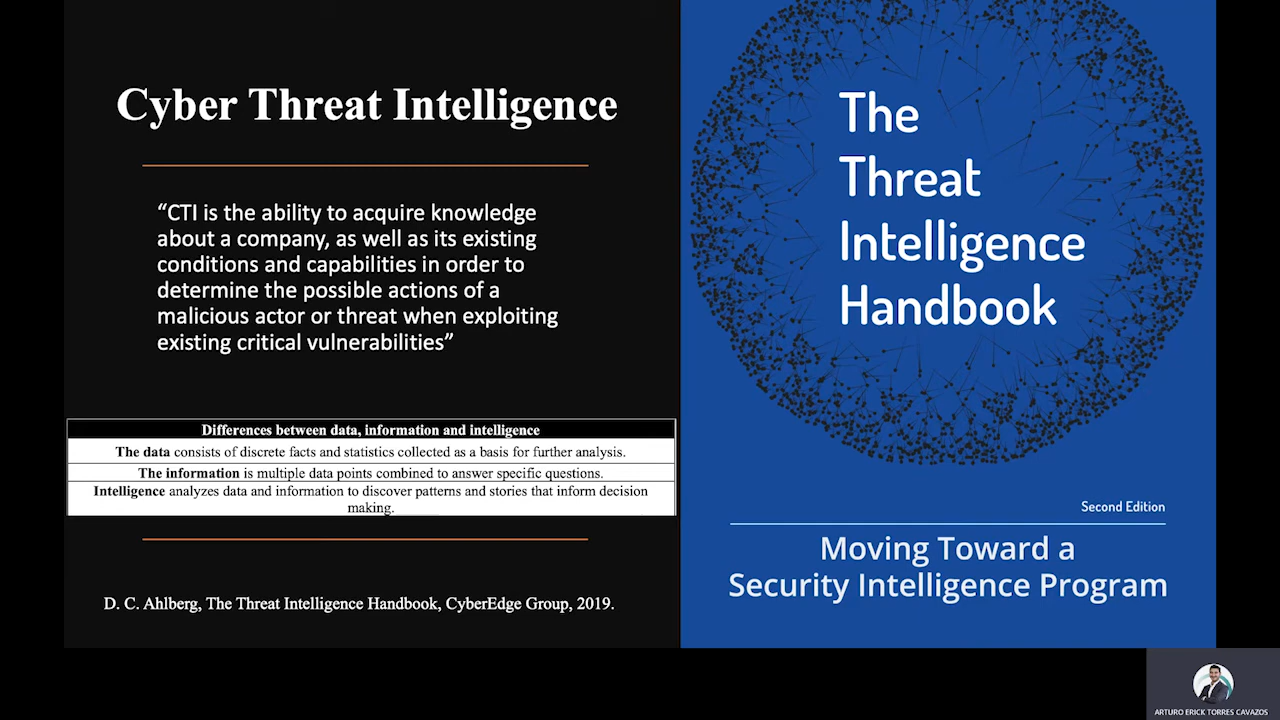 Cyber Threat Intelligence
“CTI is the ability to acquire knowledge
about a company, as well as its existing
conditions and capabilities in order to
determine the possible actions of a
malicious actor or threat when exploiting
existing critical vulnerabilities”
Differences between data, information and intelligence
The data consists of discrete facts and statistics collected as a basis for further analysis.
The information is multiple data points combined to answer specific questions.
Intelligence analyzes data and information to discover patterns and stories that inform decision
making.
D. C. Ahlberg, The Threat Intelligence Handbook, CyberEdge Group, 2019.
The
Threat
Intelligence
Handbook
Second Edition
Moving Toward a
Security Intelligence Program
ARTURO ERICK TORRES CAVAZOS